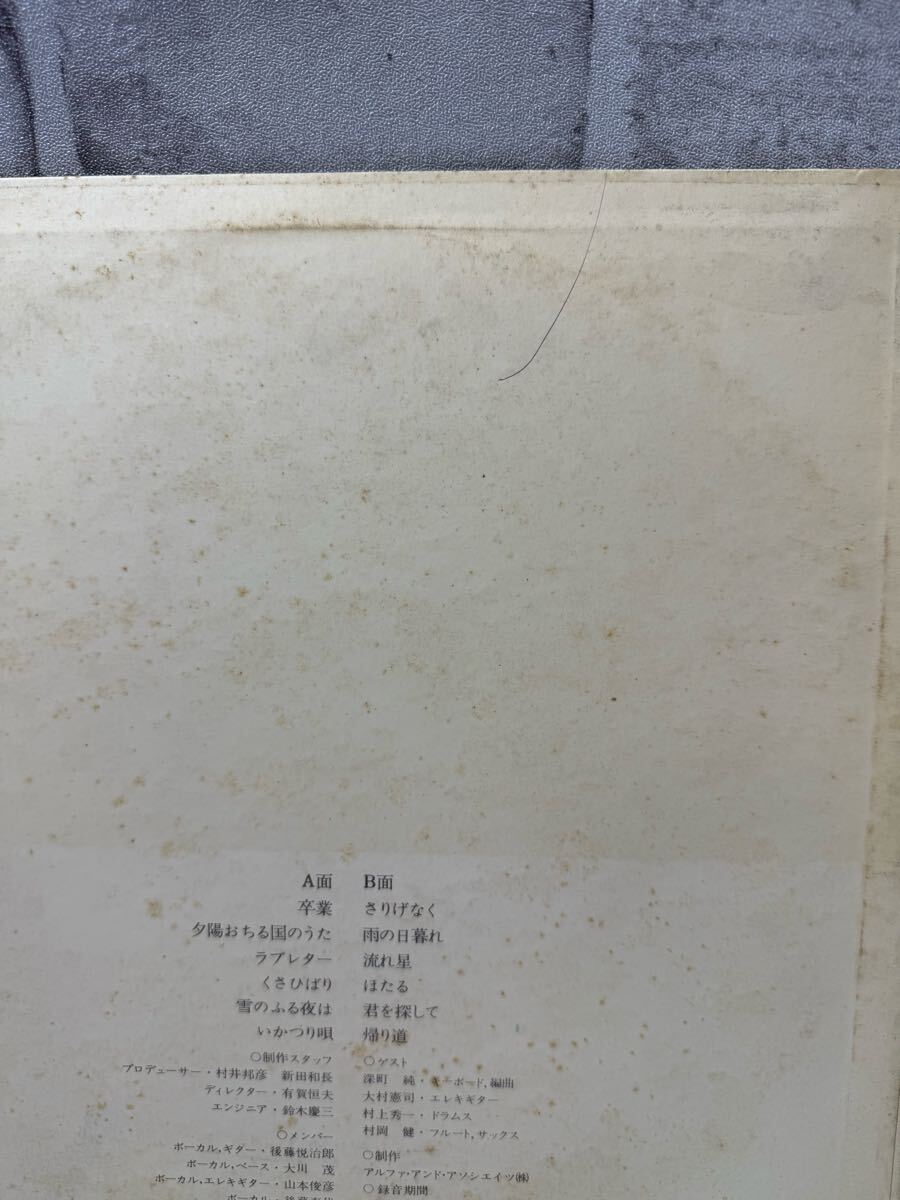 A面
卒業
夕陽おちる国のうた
ラブレター
くさひばり
雪のふる夜は
いかつり唄
○制作スタッフ
プロデューサー・村井邦彦 新田和長
ディレクター・有賀恒夫
エンジニア・鈴木慶三
○メンバー
ボーカル,ギター・後藤悦治郎
ボーカル,ベース・大川 茂
ボーカル,エレキギター・山本俊彦
B面
さりげなく
雨の日暮れ
流れ星
ほたる
君を探して
帰り道
○ゲスト
深町 純・キーボード,編曲
大村憲司・エレキギター
村上秀一・ドラムス
村岡 健・フルート,サックス
○制作
アルファ・アンド・アソシエイツ㈱
○録音期間